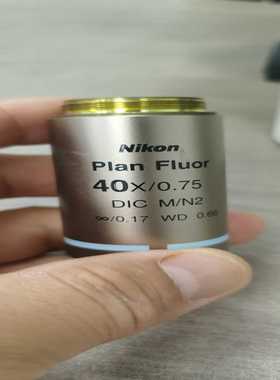 Nikon
Plan Fluor
40X/0.75
DIC M/N2
∞/0.17 WD 0.66